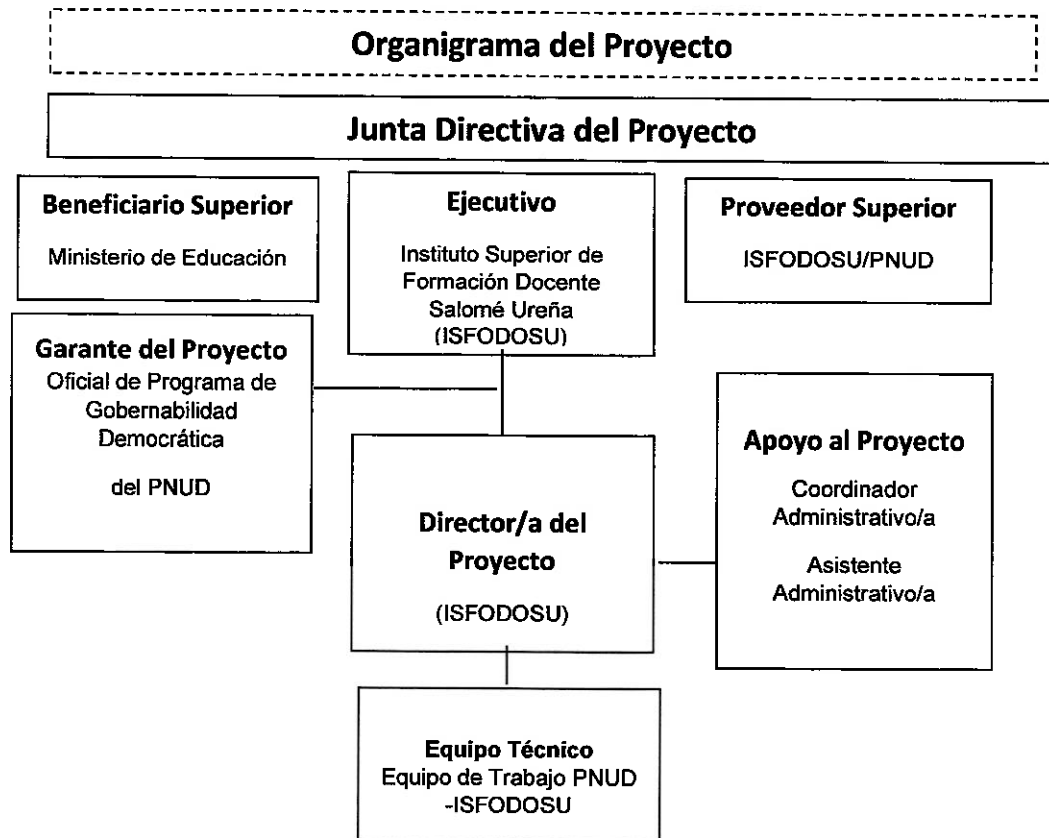 Organigrama del Proyecto
Junta Directiva del Proyecto
Beneficiario Superior
Ministerio de Educación
Ejecutivo
Instituto Superior de
Formación Docente
Salomé Ureña
(ISFODOSU)
Proveedor Superior
ISFODOSU/PNUD
Garante del Proyecto
Oficial de Programa de
Gobernabilidad
Democrática
del PNUD
Director/a del
Proyecto
(ISFODOSU)
Apoyo al Proyecto
Coordinador
Administrativo/a
Asistente
Administrativo/a
Equipo Técnico
Equipo de Trabajo PNUD
-ISFODOSU